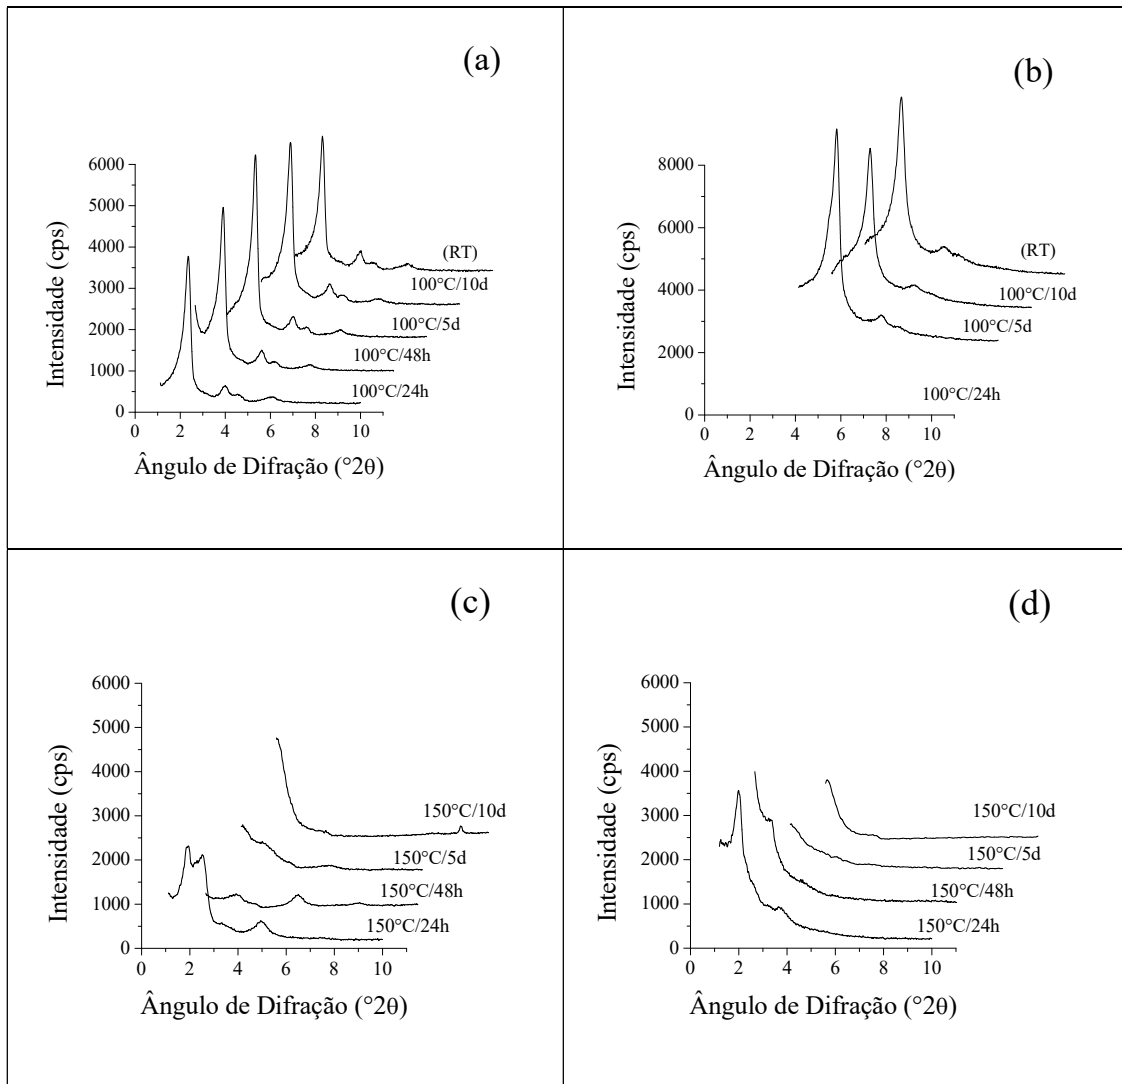 (a)
6000
5000
4000
3000
2000
1000
0
Intensidade (cps)
(RT)
100°C/10d
100°C/5d
100°C/48h
100°C/24h
0 2 4 6 8 10
Ângulo de Difração (°2θ)
(b)
8000
6000
4000
2000
0
Intensidade (cps)
(RT)
100°C/10d
100°C/5d
100°C/24h
0 2 4 6 8 10
Ângulo de Difração (°2θ)
(c)
6000
5000
4000
3000
2000
1000
0
Intensidade (cps)
150°C/10d
150°C/5d
150°C/48h
150°C/24h
0 2 4 6 8 10
Ângulo de Difração (°2θ)
(d)
6000
5000
4000
3000
2000
1000
0
Intensidade (cps)
150°C/10d
150°C/5d
150°C/48h
150°C/24h
0 2 4 6 8 10
Ângulo de Difração (°2θ)